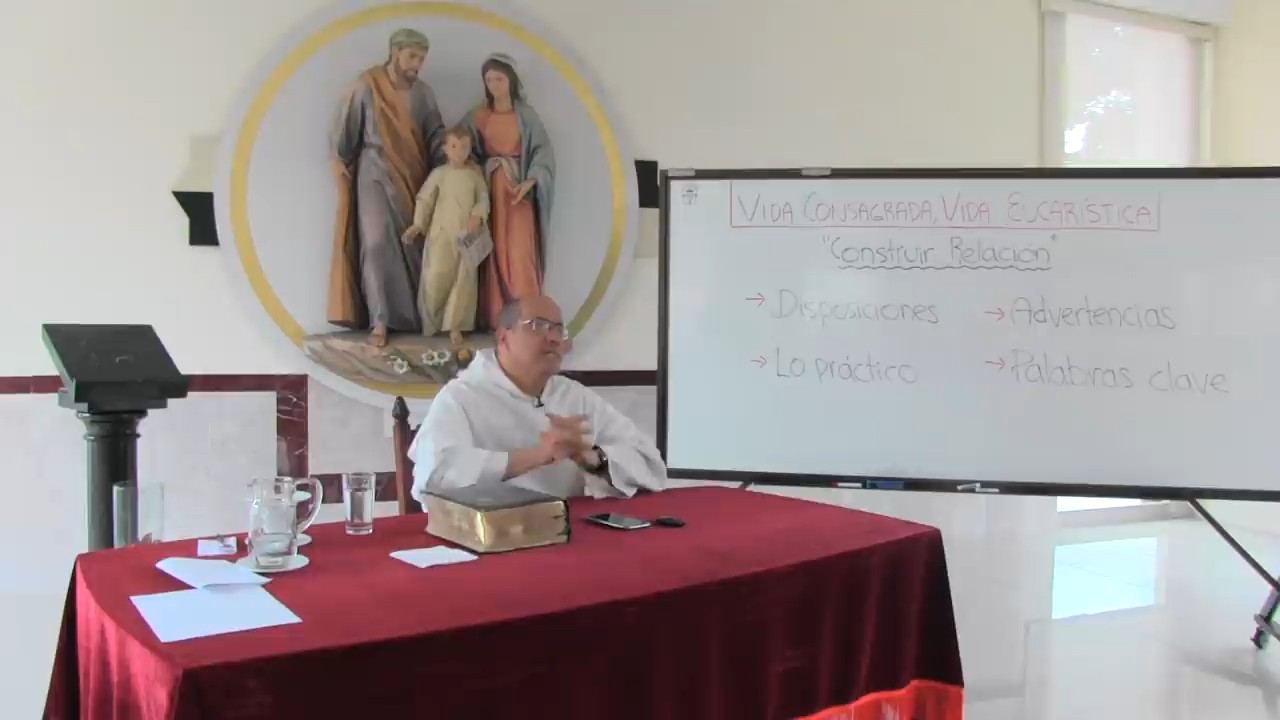 VIDA CONSAGRADA, VIDA EUCARÍSTICA
"Construir Relación"
→ Disposiciones → Advertencias
→ Lo práctico → Palabras clave